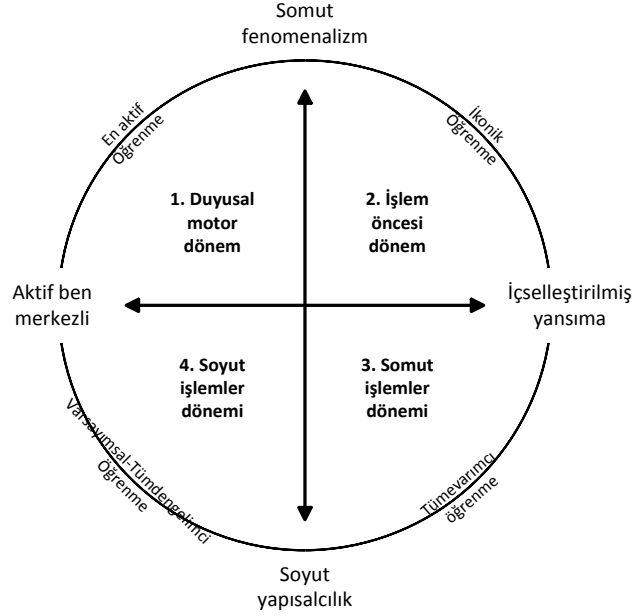 Somut
fenomenalizm
En aktif
Öğrenme
İkonik
Öğrenme
1. Duyusal
motor
dönem
2. İşlem
öncesi
dönem
Aktif ben
merkezli
İçselleştirilmiş
yansıma
4. Soyut
işlemler
dönemi
3. Somut
işlemler
dönemi
Varsayımsal-Tümdengelimci
Öğrenme
Tümevarımcı
öğrenme
Soyut
yapısalcılık